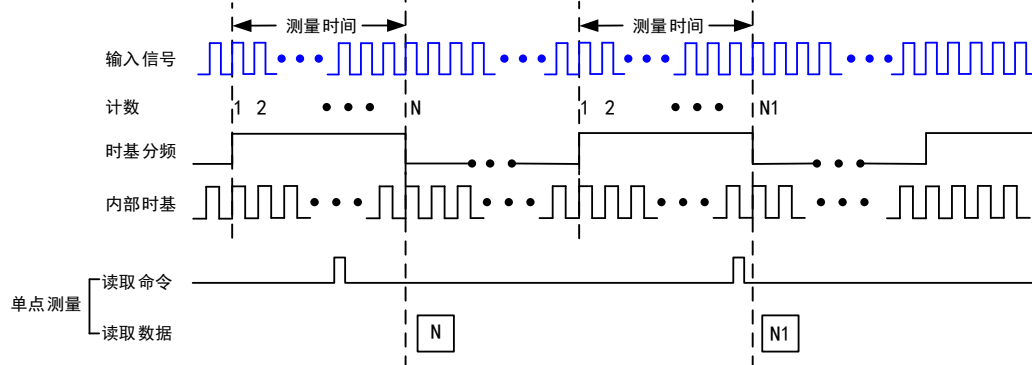 测量时间 测量时间
输入信号
计数 1 2 N 1 2 N1
时基分频
内部时基
读取命令
单点测量
读取数据 N N1